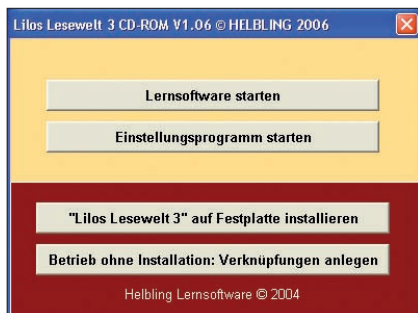 Lilos Lesewelt 3 CD-ROM V1.06 © HELBLING 2006
Lernsoftware starten
Einstellungsprogramm starten
"Lilos Lesewelt 3" auf Festplatte installieren
Betrieb ohne Installation: Verknüpfungen anlegen
Helbling Lernsoftware © 2004